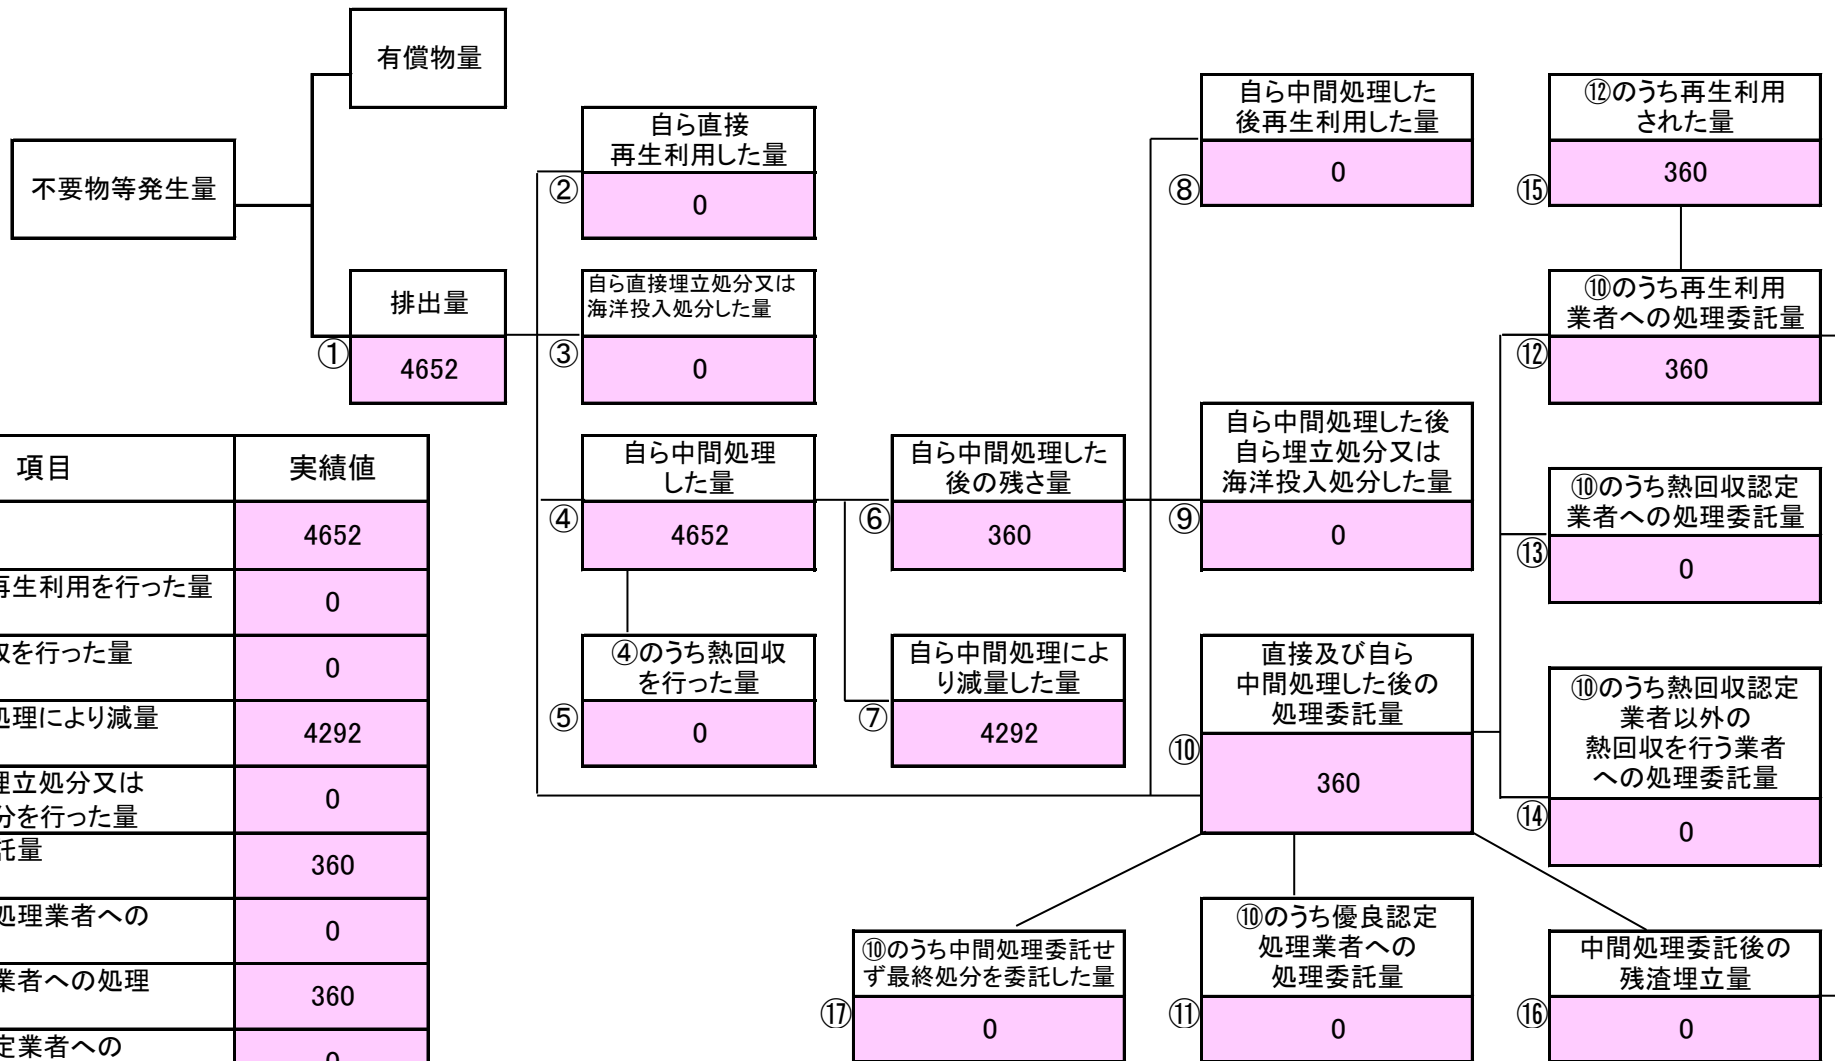 有償物量
不要物等発生量
排出量
①
4652
自ら直接
再生利用した量
②
0
自ら直接埋立処分又は
海洋投入処分した量
③
0
自ら中間処理
した量
④
4652
④のうち熱回収
を行った量
⑤
0
自ら中間処理した
後の残さ量
⑥
360
自ら中間処理によ
り減量した量
⑦
4292
自ら中間処理した
後再生利用した量
⑧
0
自ら中間処理した後
自ら埋立処分又は
海洋投入処分した量
⑨
0
直接及び自ら
中間処理した後の
処理委託量
⑩
360
⑫のうち再生利用
された量
⑮
360
⑩のうち再生利用
業者への処理委託量
⑫
360
⑩のうち熱回収認定
業者への処理委託量
⑬
0
⑩のうち熱回収認定
業者以外の
熱回収を行う業者
への処理委託量
⑭
0
⑩のうち中間処理委託せ
ず最終処分を委託した量
⑰
0
⑩のうち優良認定
処理業者への
処理委託量
⑪
0
中間処理委託後の
残渣埋立量
⑯
0
項目 実績値
4652
再生利用を行った量 0
を行った量 0
処理により減量 4292
埋立処分又は
分を行った量 0
託量 360
処理業者への 0
業者への処理 360
定業者への 0